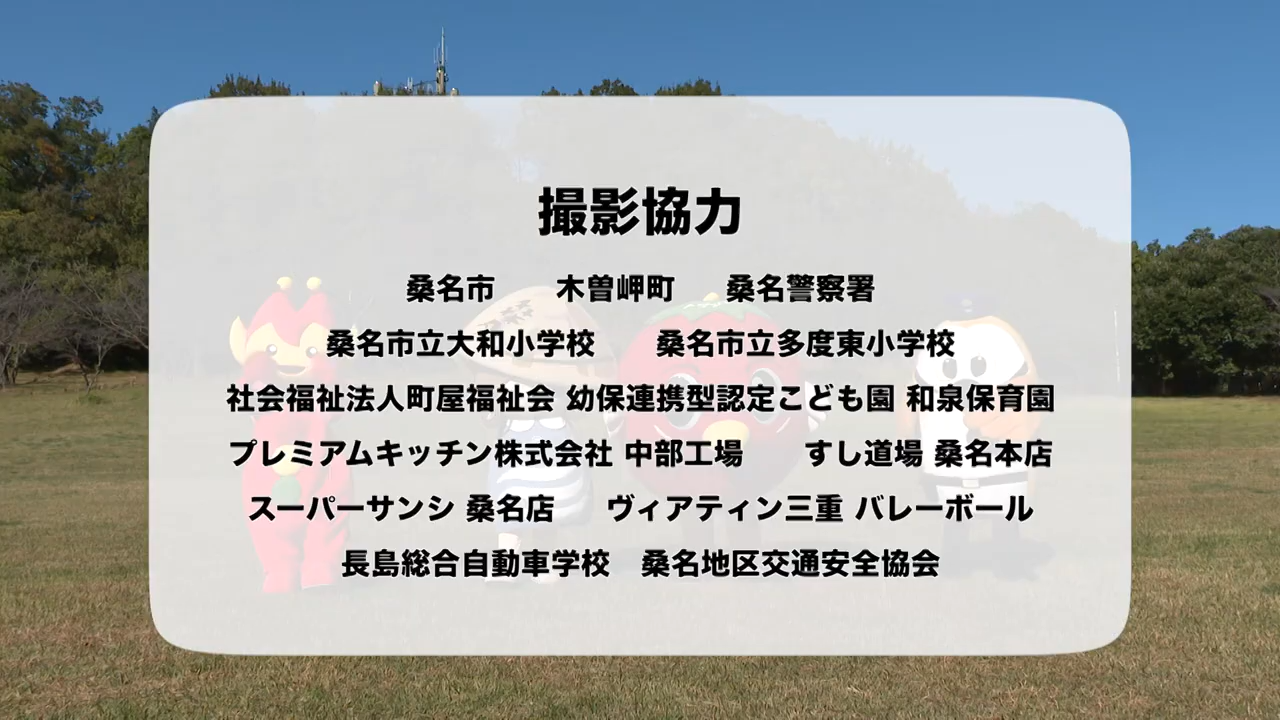 撮影協力
桑名市　　木曽岬町　　桑名警察署
桑名市立大和小学校　　桑名市立多度東小学校
社会福祉法人町屋福祉会 幼保連携型認定こども園 和泉保育園
プレミアムキッチン株式会社 中部工場　　すし道場 桑名本店
スーパーサンシ 桑名店　　ヴィアティン三重 バレーボール
長島総合自動車学校　桑名地区交通安全協会